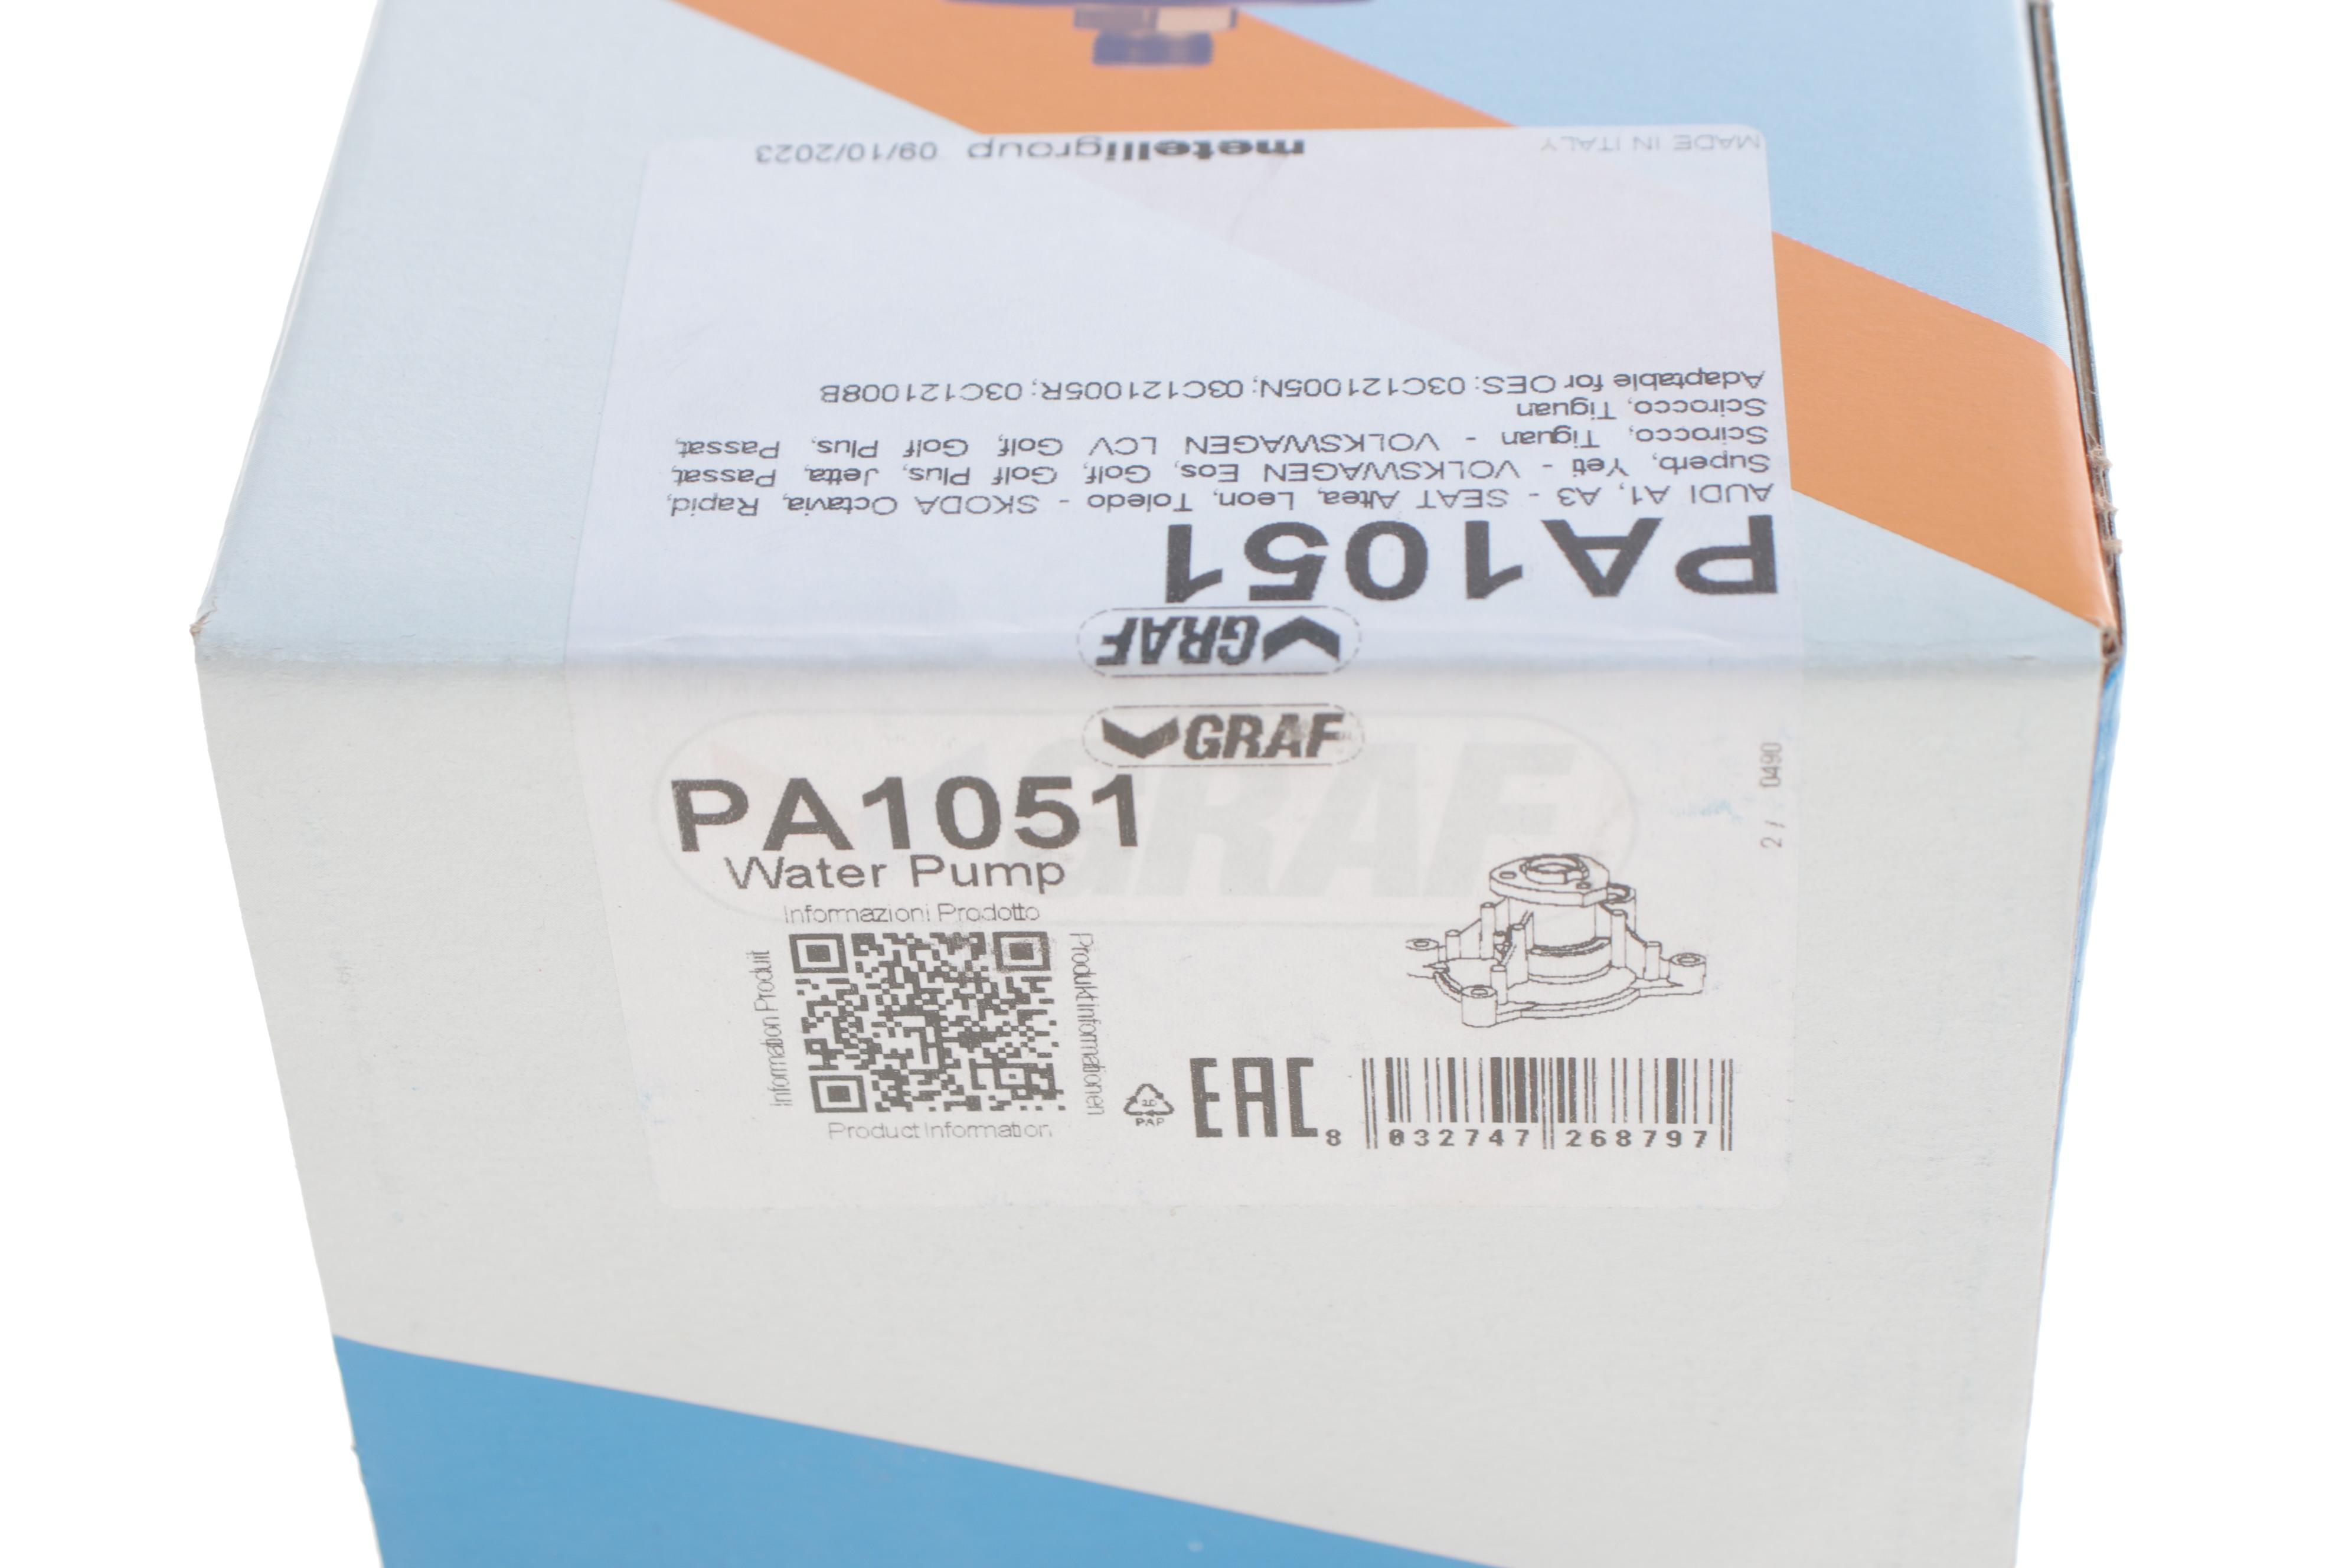 metelligroup 09/10/2023
MADE IN ITALY
GRAF
PA1051
AUDI A1, A3 - SEAT Altea, Leon, Toledo - SKODA Octavia, Rapid,
Superb, Yeti - VOLKSWAGEN Eos, Golf, Golf Plus, Jetta, Passat,
Scirocco, Tiguan - VOLKSWAGEN LCV Golf, Golf Plus, Passat,
Scirocco, Tiguan
Adaptable for OES: 03C121005N; 03C121005R; 03C121008B
GRAF
GRAF
PA1051
Water Pump
Informazioni Prodotto
Information Produit
Produktinformationen
Product Information
PAP
EAC
8 032747 268797
0490